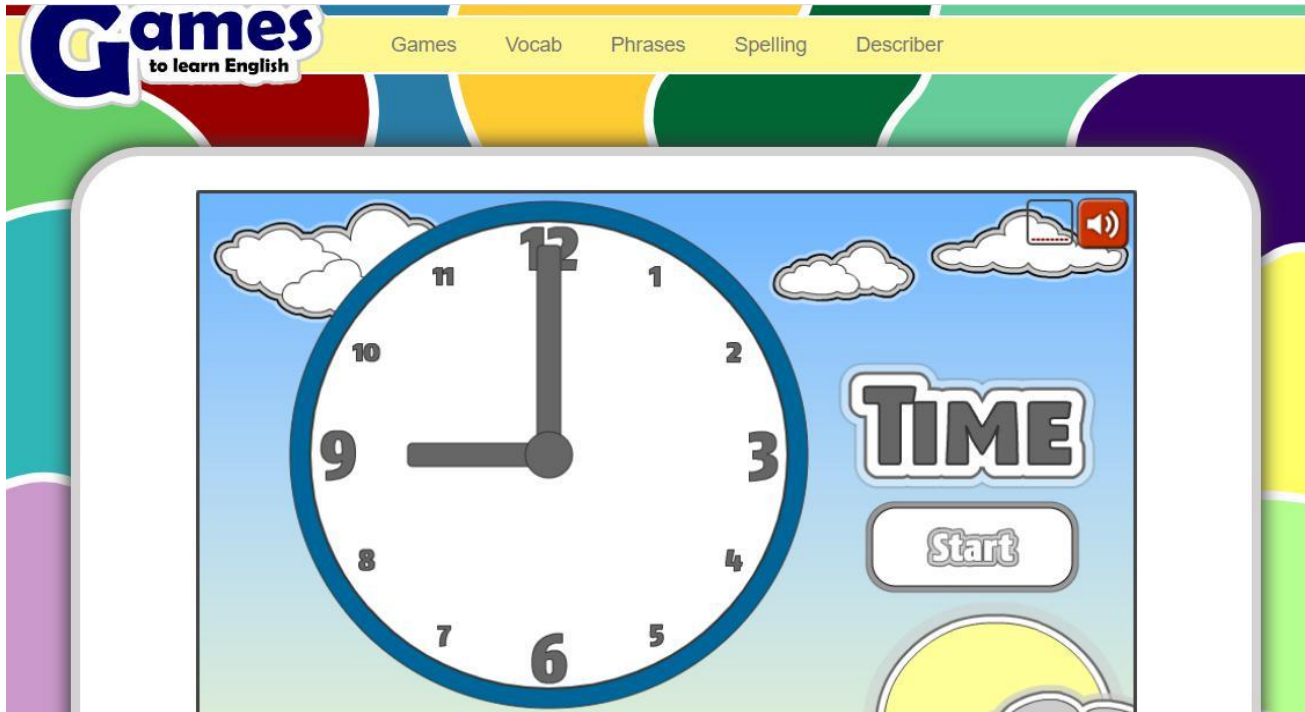 Games
to learn English
Games Vocab Phrases Spelling Describer
12
11 1
10 2
9 3
8 4
7 5
6
TIME
Start